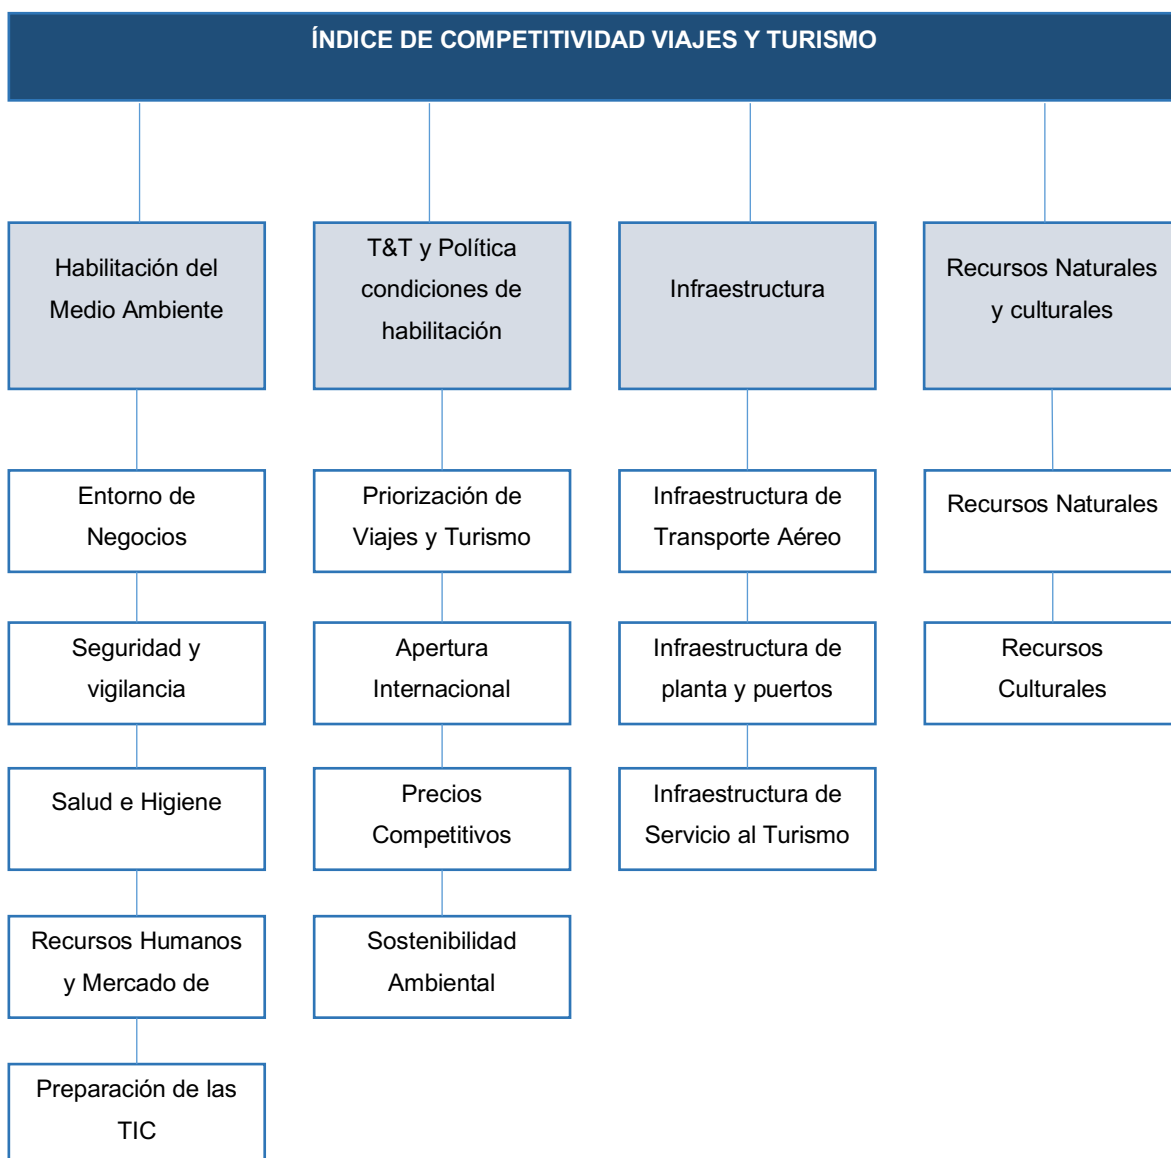 ÍNDICE DE COMPETITIVIDAD VIAJES Y TURISMO
Habilitación del
Medio Ambiente
T&T y Política
condiciones de
habilitación
Infraestructura
Recursos Naturales
y culturales
Entorno de
Negocios
Priorización de
Viajes y Turismo
Infraestructura de
Transporte Aéreo
Recursos Naturales
Seguridad y
vigilancia
Apertura
Internacional
Infraestructura de
planta y puertos
Recursos
Culturales
Salud e Higiene
Precios
Competitivos
Infraestructura de
Servicio al Turismo
Recursos Humanos
y Mercado de
Sostenibilidad
Ambiental
Preparación de las
TIC